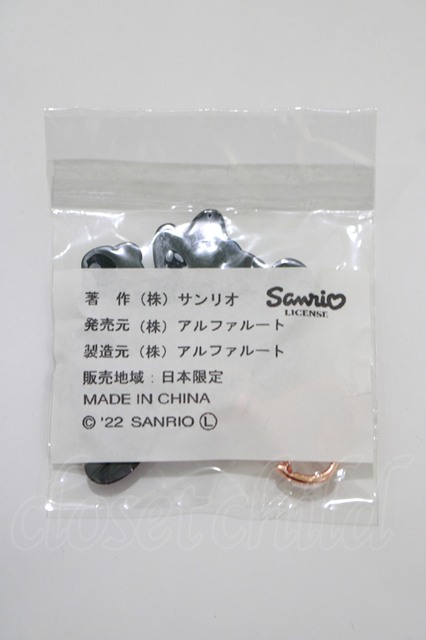 著 作 (株) サンリオ
Sanrio
LICENSE
発売元 (株) アルファルート
製造元 (株) アルファルート
販売地域：日本限定
MADE IN CHINA
© '22 SANRIO Ⓛ
closet child